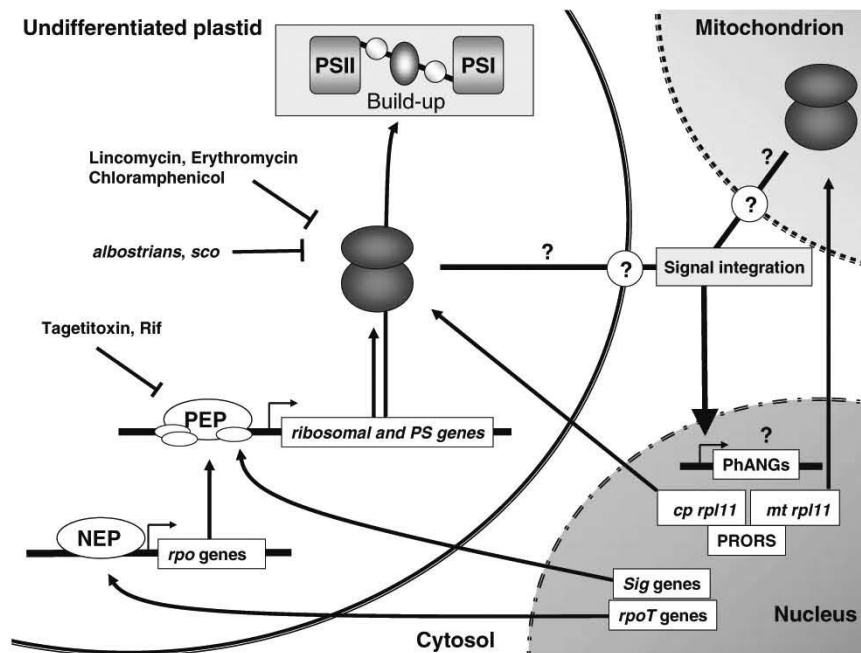 Undifferentiated plastid
Mitochondrion
PSII
PSI
Build-up
Lincomycin, Erythromycin
Chloramphenicol
albostrians, sco
?
?
?
?
Signal integration
Tagetitoxin, Rif
PEP
ribosomal and PS genes
?
PhANGs
cp rpl11
mt rpl11
PRORS
NEP
rpo genes
Sig genes
rpoT genes
Nucleus
Cytosol